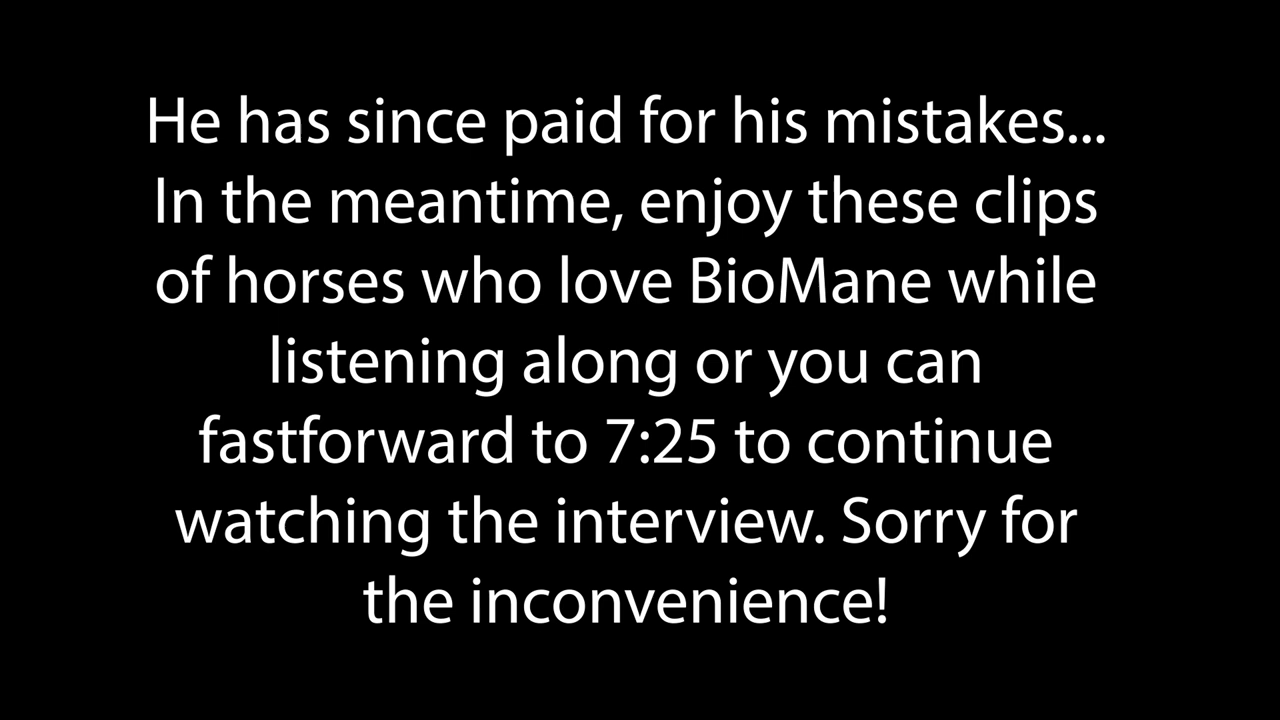 He has since paid for his mistakes...
In the meantime, enjoy these clips
of horses who love BioMane while
listening along or you can
fastforward to 7:25 to continue
watching the interview. Sorry for
the inconvenience!